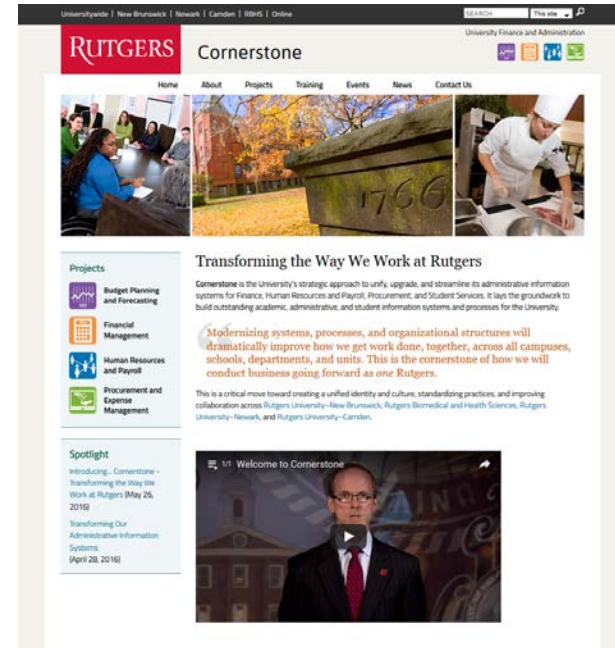 Universitywide | New Brunswick | Newark | Camden | RBHS | Online
SEARCH
This site
University Finance and Administration
RUTGERS
Cornerstone
Home About Projects Training Events News Contact Us
1766
Projects
Budget Planning
and Forecasting
Financial
Management
Human Resources
and Payroll
Procurement and
Expense
Management
Spotlight
Introducing... Cornerstone -
Transforming the Way We
Work at Rutgers (May 26,
2016)
Transforming Our
Administrative Information
Systems
(April 28, 2016)
Transforming the Way We Work at Rutgers
Cornerstone is the University's strategic approach to unify, upgrade, and streamline its administrative information
systems for Finance, Human Resources and Payroll, Procurement, and Student Services. It lays the groundwork to
build outstanding academic, administrative, and student information systems and processes for the University.
Modernizing systems, processes, and organizational structures will
dramatically improve how we get work done, together, across all campuses,
schools, departments, and units. This is the cornerstone of how we will
conduct business going forward as one Rutgers.
This is a critical move toward creating a unified identity and culture, standardizing practices, and improving
collaboration across Rutgers University–New Brunswick, Rutgers Biomedical and Health Sciences, Rutgers
University–Newark, and Rutgers University–Camden.
1/1 Welcome to Cornerstone